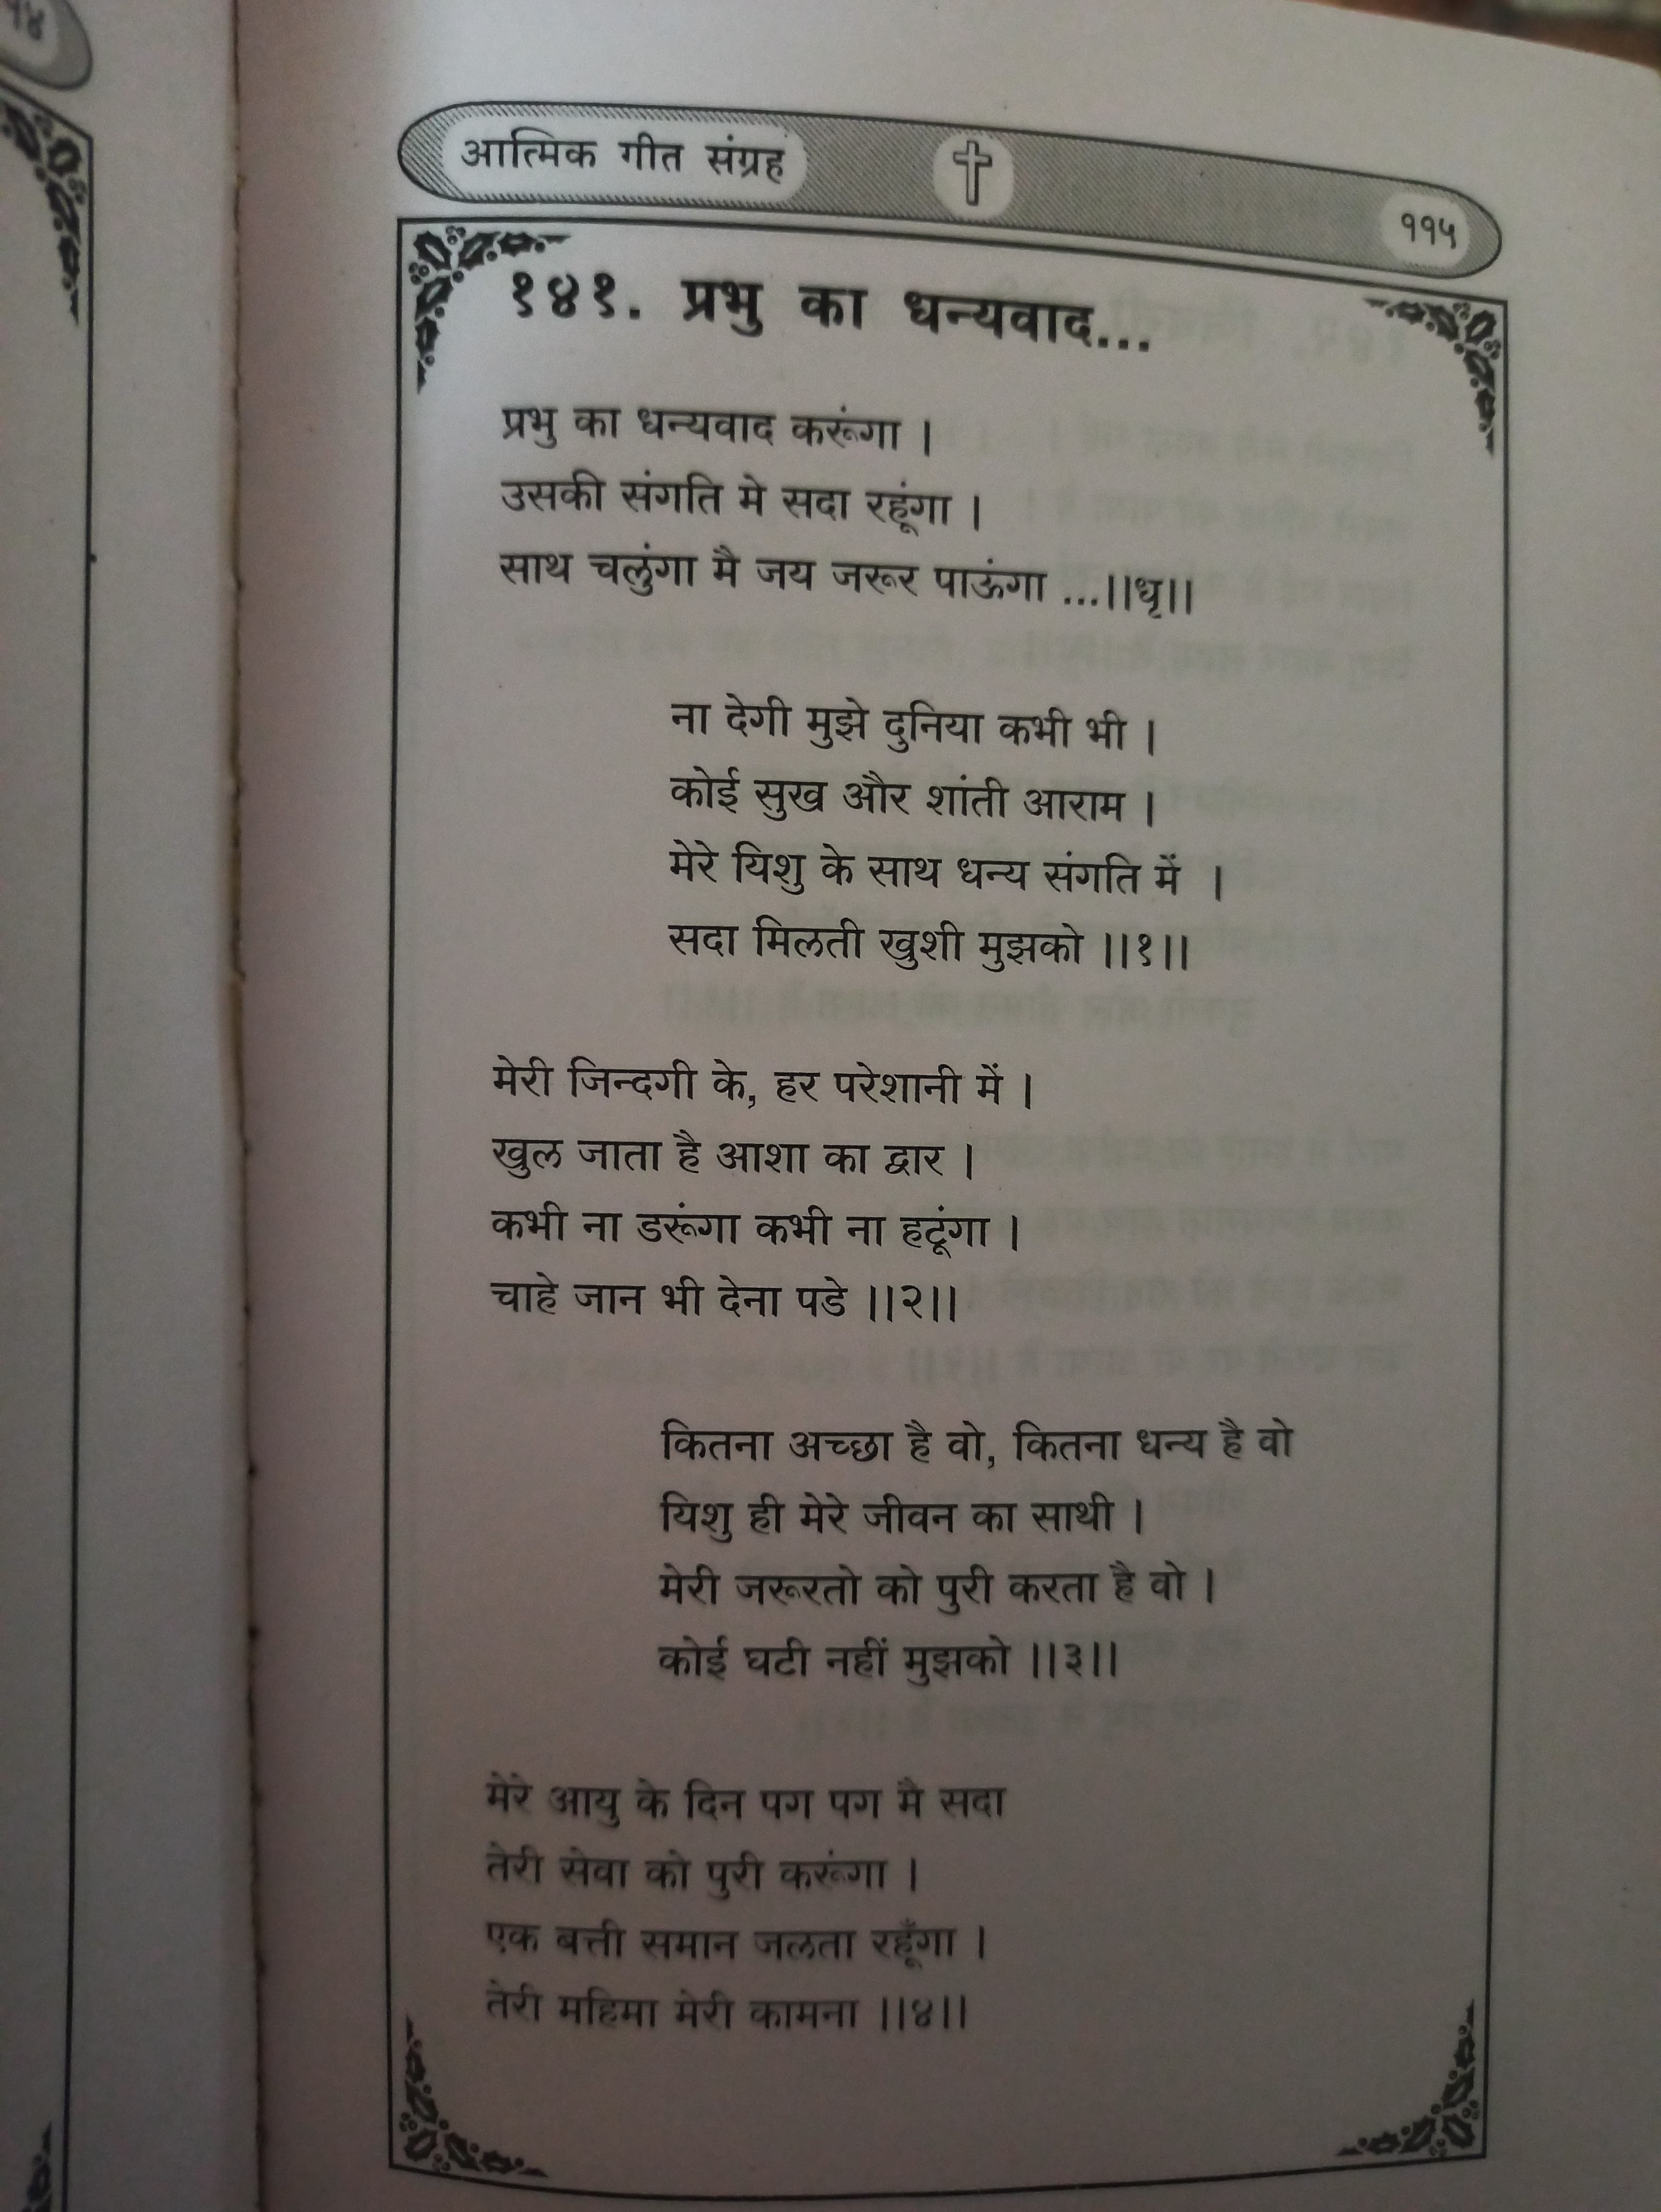 आत्मिक गीत संग्रह
११५
१४१. प्रभु का धन्यवाद...
प्रभु का धन्यवाद करूंगा ।
उसकी संगति मे सदा रहूंगा ।
साथ चलुंगा मै जय जरूर पाऊंगा ...।।धृ।।
ना देगी मुझे दुनिया कभी भी ।
कोई सुख और शांती आराम ।
मेरे यिशु के साथ धन्य संगति में ।
सदा मिलती खुशी मुझको ।।१।।
मेरी जिन्दगी के, हर परेशानी में ।
खुल जाता है आशा का द्वार ।
कभी ना डरूंगा कभी ना हटूंगा ।
चाहे जान भी देना पडे ।।२।।
कितना अच्छा है वो, कितना धन्य है वो
यिशु ही मेरे जीवन का साथी ।
मेरी जरूरतो को पुरी करता है वो ।
कोई घटी नहीं मुझको ।।३।।
मेरे आयु के दिन पग पग मै सदा
तेरी सेवा को पुरी करूंगा ।
एक बत्ती समान जलता रहूँगा ।
तेरी महिमा मेरी कामना ।।४।।